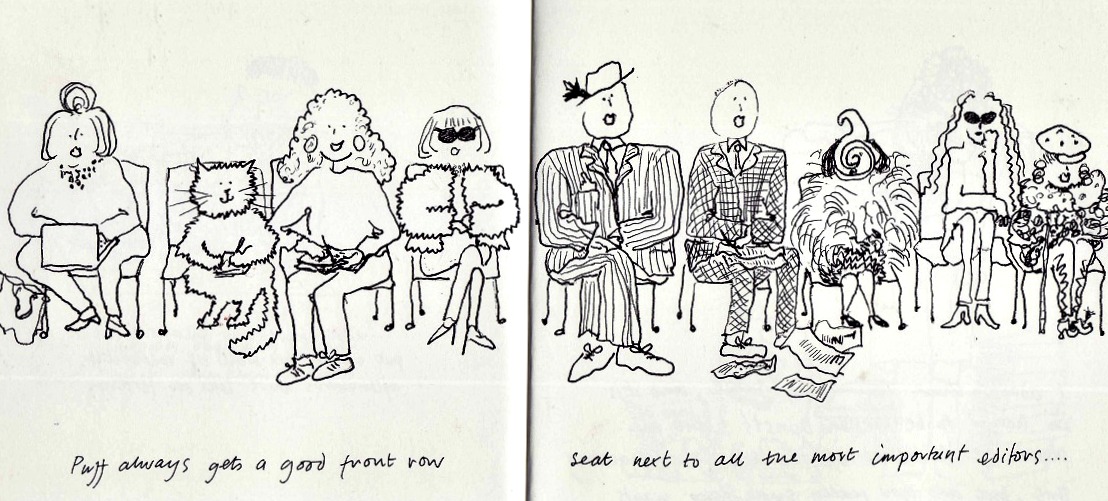 Puff always gets a good front row
seat next to all the most important editors....